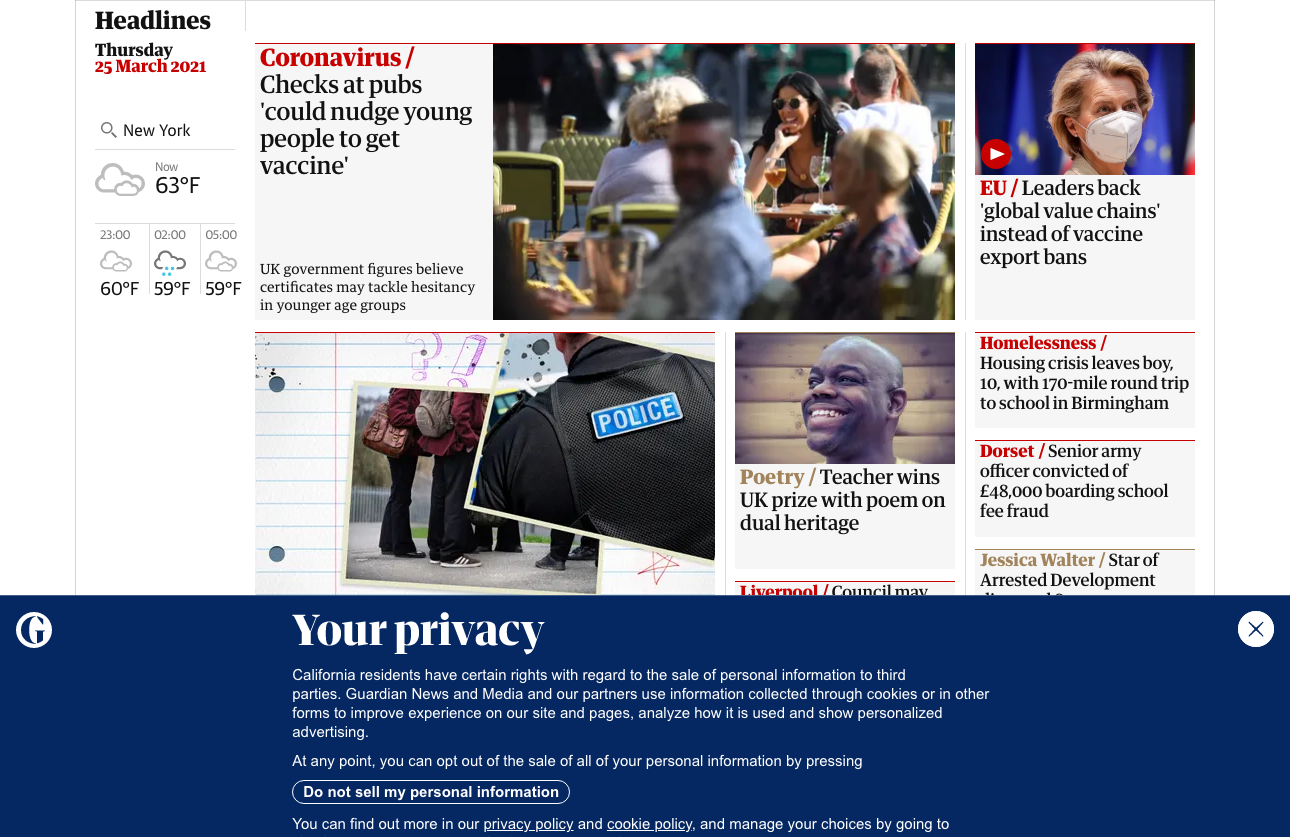 Headlines
Thursday
25 March 2021
New York
Now
63°F
23:00
02:00
05:00
60°F
59°F
59°F
Coronavirus /
Checks at pubs
'could nudge young
people to get
vaccine'
UK government figures believe
certificates may tackle hesitancy
in younger age groups
EU / Leaders back
'global value chains'
instead of vaccine
export bans
?!
POLICE
Poetry / Teacher wins
UK prize with poem on
dual heritage
Liverpool / Council may
Homelessness /
Housing crisis leaves boy,
10, with 170-mile round trip
to school in Birmingham
Dorset / Senior army
officer convicted of
£48,000 boarding school
fee fraud
Jessica Walter / Star of
Arrested Development
G
Your privacy
California residents have certain rights with regard to the sale of personal information to third
parties. Guardian News and Media and our partners use information collected through cookies or in other
forms to improve experience on our site and pages, analyze how it is used and show personalized
advertising.
At any point, you can opt out of the sale of all of your personal information by pressing
Do not sell my personal information
You can find out more in our privacy policy and cookie policy, and manage your choices by going to